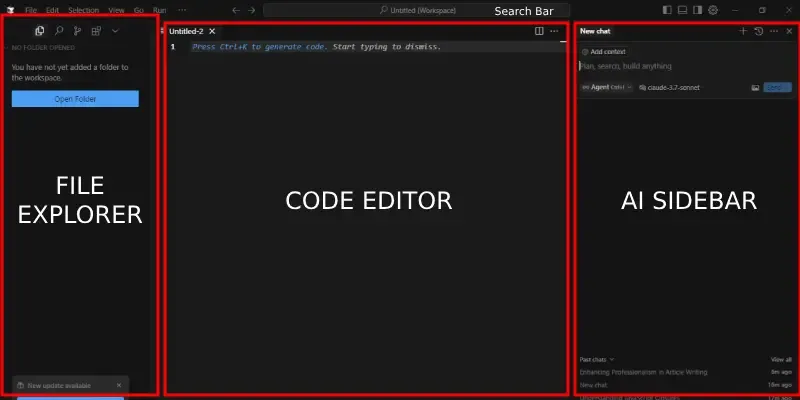 File Edit Selection View Go Run ···
Untitled (Workspace)
Search Bar
NO FOLDER OPENED
You have not yet added a folder to
the workspace.
Open Folder
FILE
EXPLORER
New update available
Untitled-2
1 Press Ctrl+K to generate code. Start typing to dismiss.
CODE EDITOR
New chat
Add context
Plan, search, build anything
Agent claude-3.7-sonnet
Send
AI SIDEBAR
Past chats View all
Enhancing Professionalism in Article Writing 9m ago
New chat